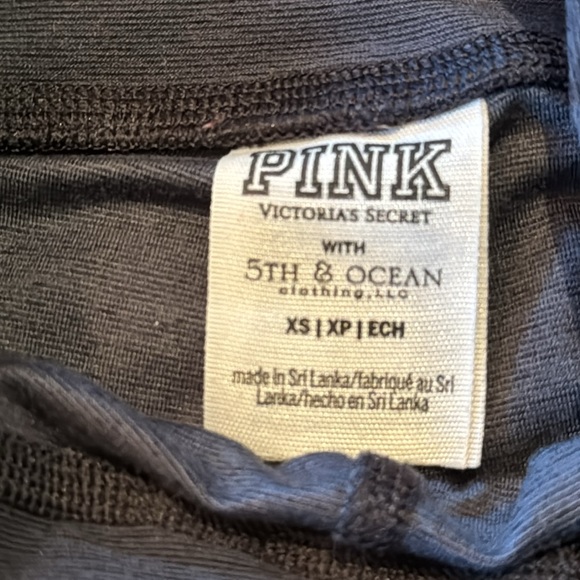 PINK
VICTORIA'S SECRET
WITH
5TH & OCEAN
clothing, LLC
XS | XP | ECH
made in Sri Lanka/fabriqué au Sri
Lanka/hecho en Sri Lanka